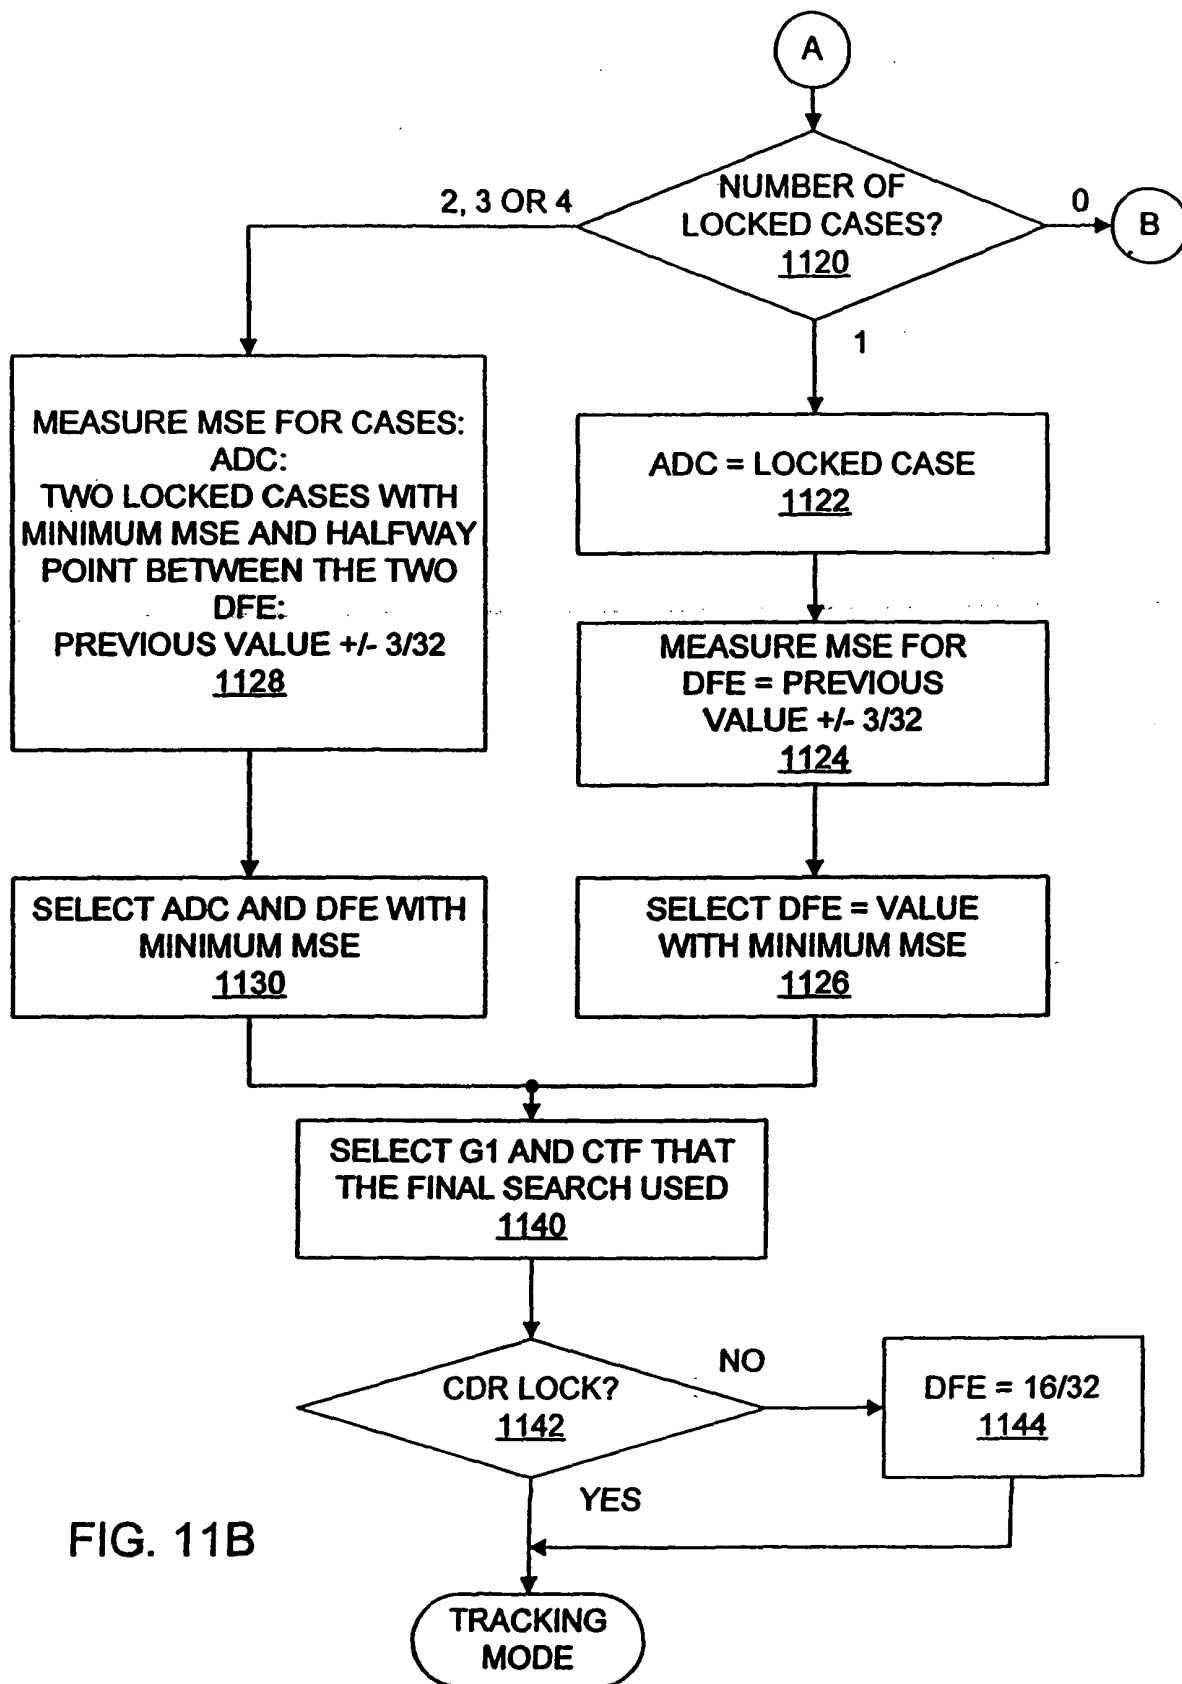 A
NUMBER OF
LOCKED CASES?
1120
2, 3 OR 4
0
B
1
MEASURE MSE FOR CASES:
ADC:
TWO LOCKED CASES WITH
MINIMUM MSE AND HALFWAY
POINT BETWEEN THE TWO
DFE:
PREVIOUS VALUE +/- 3/32
1128
ADC = LOCKED CASE
1122
MEASURE MSE FOR
DFE = PREVIOUS
VALUE +/- 3/32
1124
SELECT ADC AND DFE WITH
MINIMUM MSE
1130
SELECT DFE = VALUE
WITH MINIMUM MSE
1126
SELECT G1 AND CTF THAT
THE FINAL SEARCH USED
1140
CDR LOCK?
1142
NO
DFE = 16/32
1144
YES
FIG. 11B
TRACKING
MODE